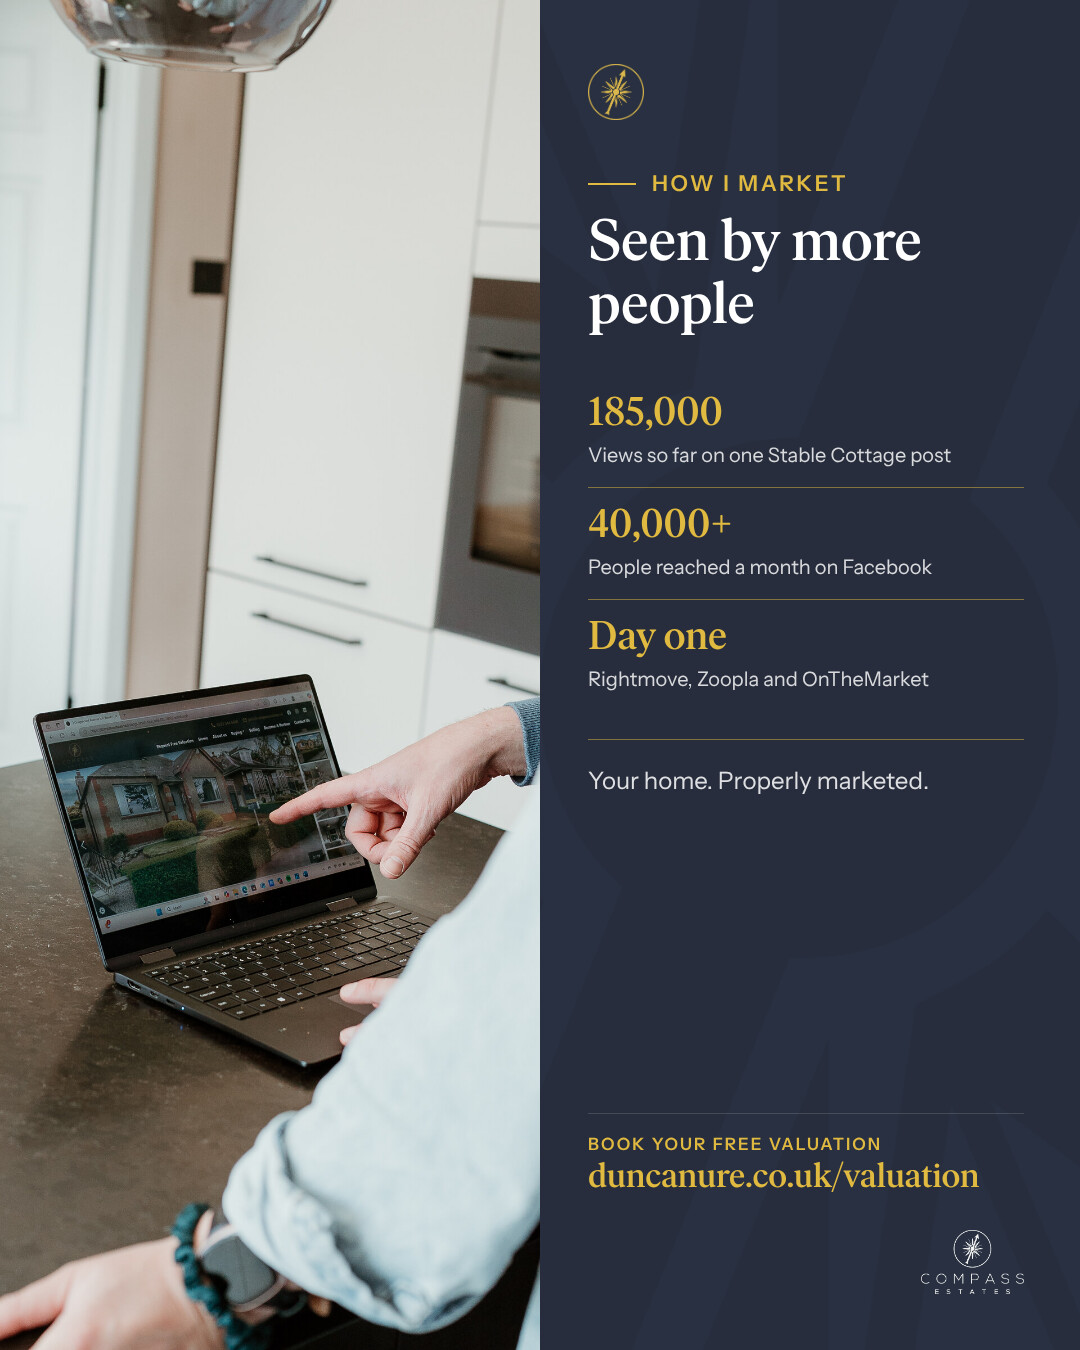 HOW I MARKET
Seen by more
people
185,000
Views so far on one Stable Cottage post
40,000+
People reached a month on Facebook
Day one
Rightmove, Zoopla and OnTheMarket
Your home. Properly marketed.
BOOK YOUR FREE VALUATION
duncanure.co.uk/valuation
COMPASS
ESTATES